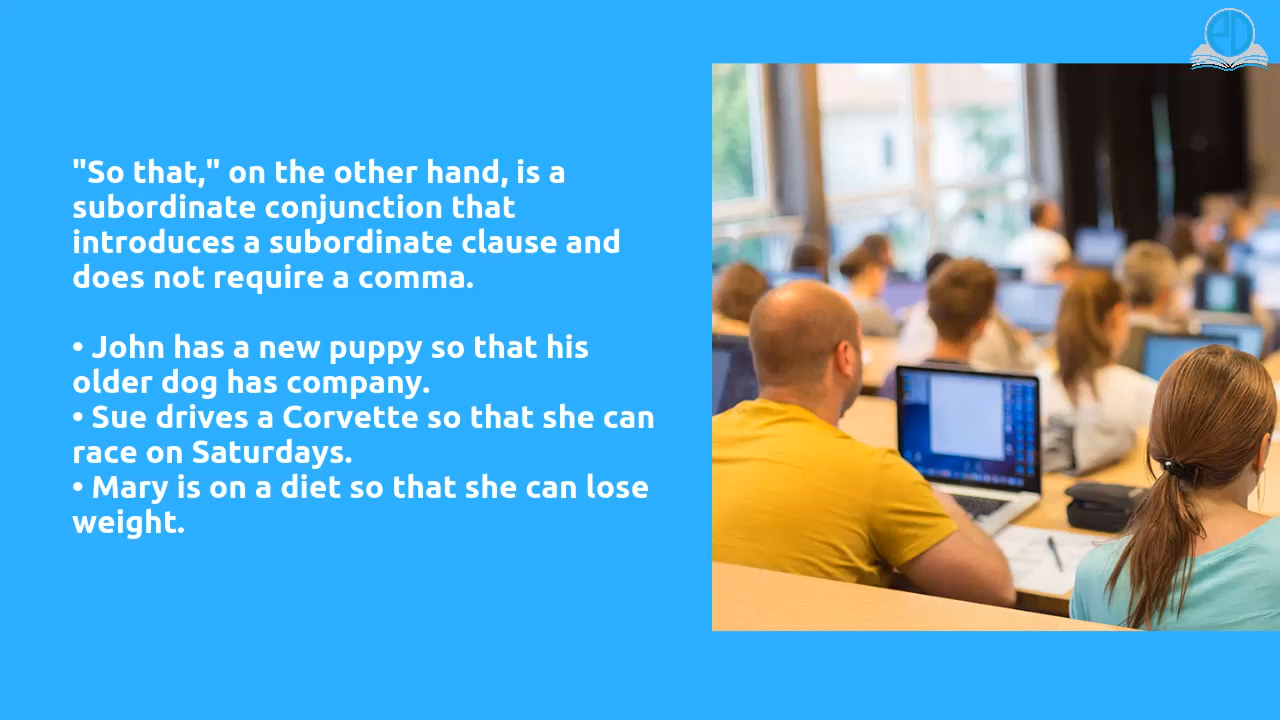 "So that," on the other hand, is a
subordinate conjunction that
introduces a subordinate clause and
does not require a comma.
• John has a new puppy so that his
older dog has company.
• Sue drives a Corvette so that she can
race on Saturdays.
• Mary is on a diet so that she can lose
weight.